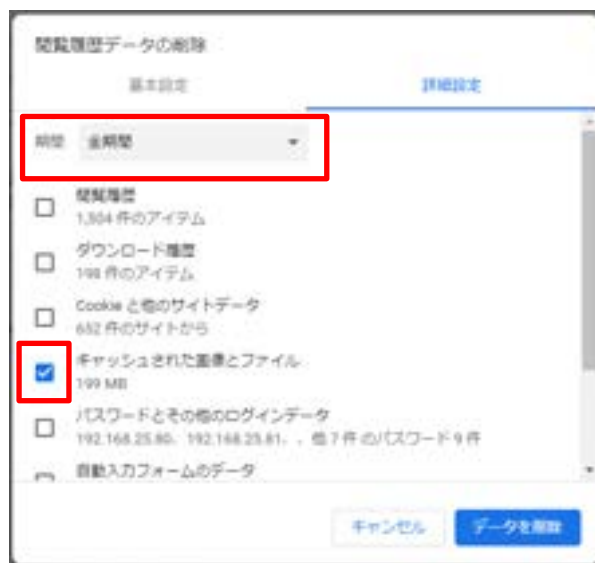 閲覧履歴データの削除
基本設定
詳細設定
期間 全期間
閲覧履歴
1,304 件のアイテム
ダウンロード履歴
198 件のアイテム
Cookie と他のサイトデータ
652 件のサイトから
キャッシュされた画像とファイル
199 MB
パスワードとその他のログインデータ
192.168.25.80、192.168.25.81、、他 7 件 のパスワード 9 件
自動入力フォームのデータ
キャンセル
データを削除